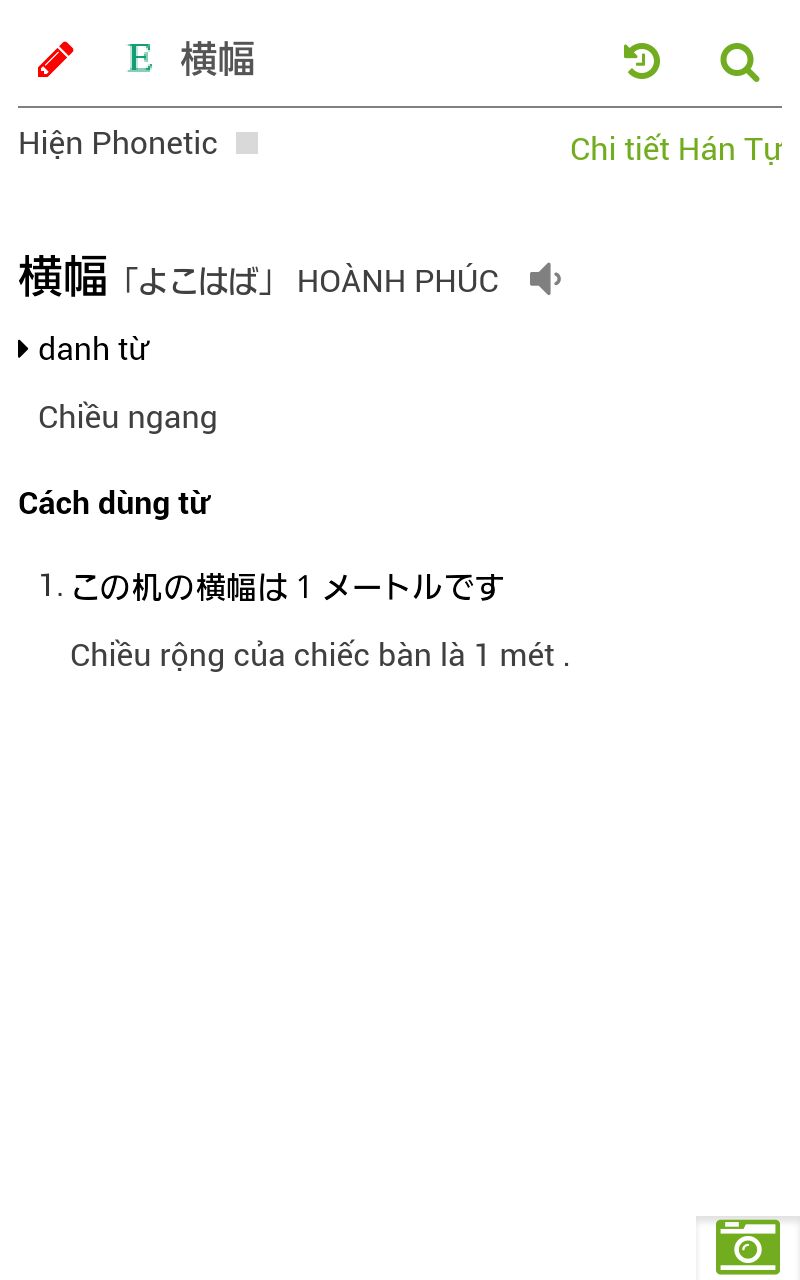 E 横幅
Hiện Phonetic
Chi tiết Hán Tự
横幅 「よこはば」 HOÀNH PHÚC
danh từ
Chiều ngang
Cách dùng từ
1. この机の横幅は 1 メートルです
Chiều rộng của chiếc bàn là 1 mét .